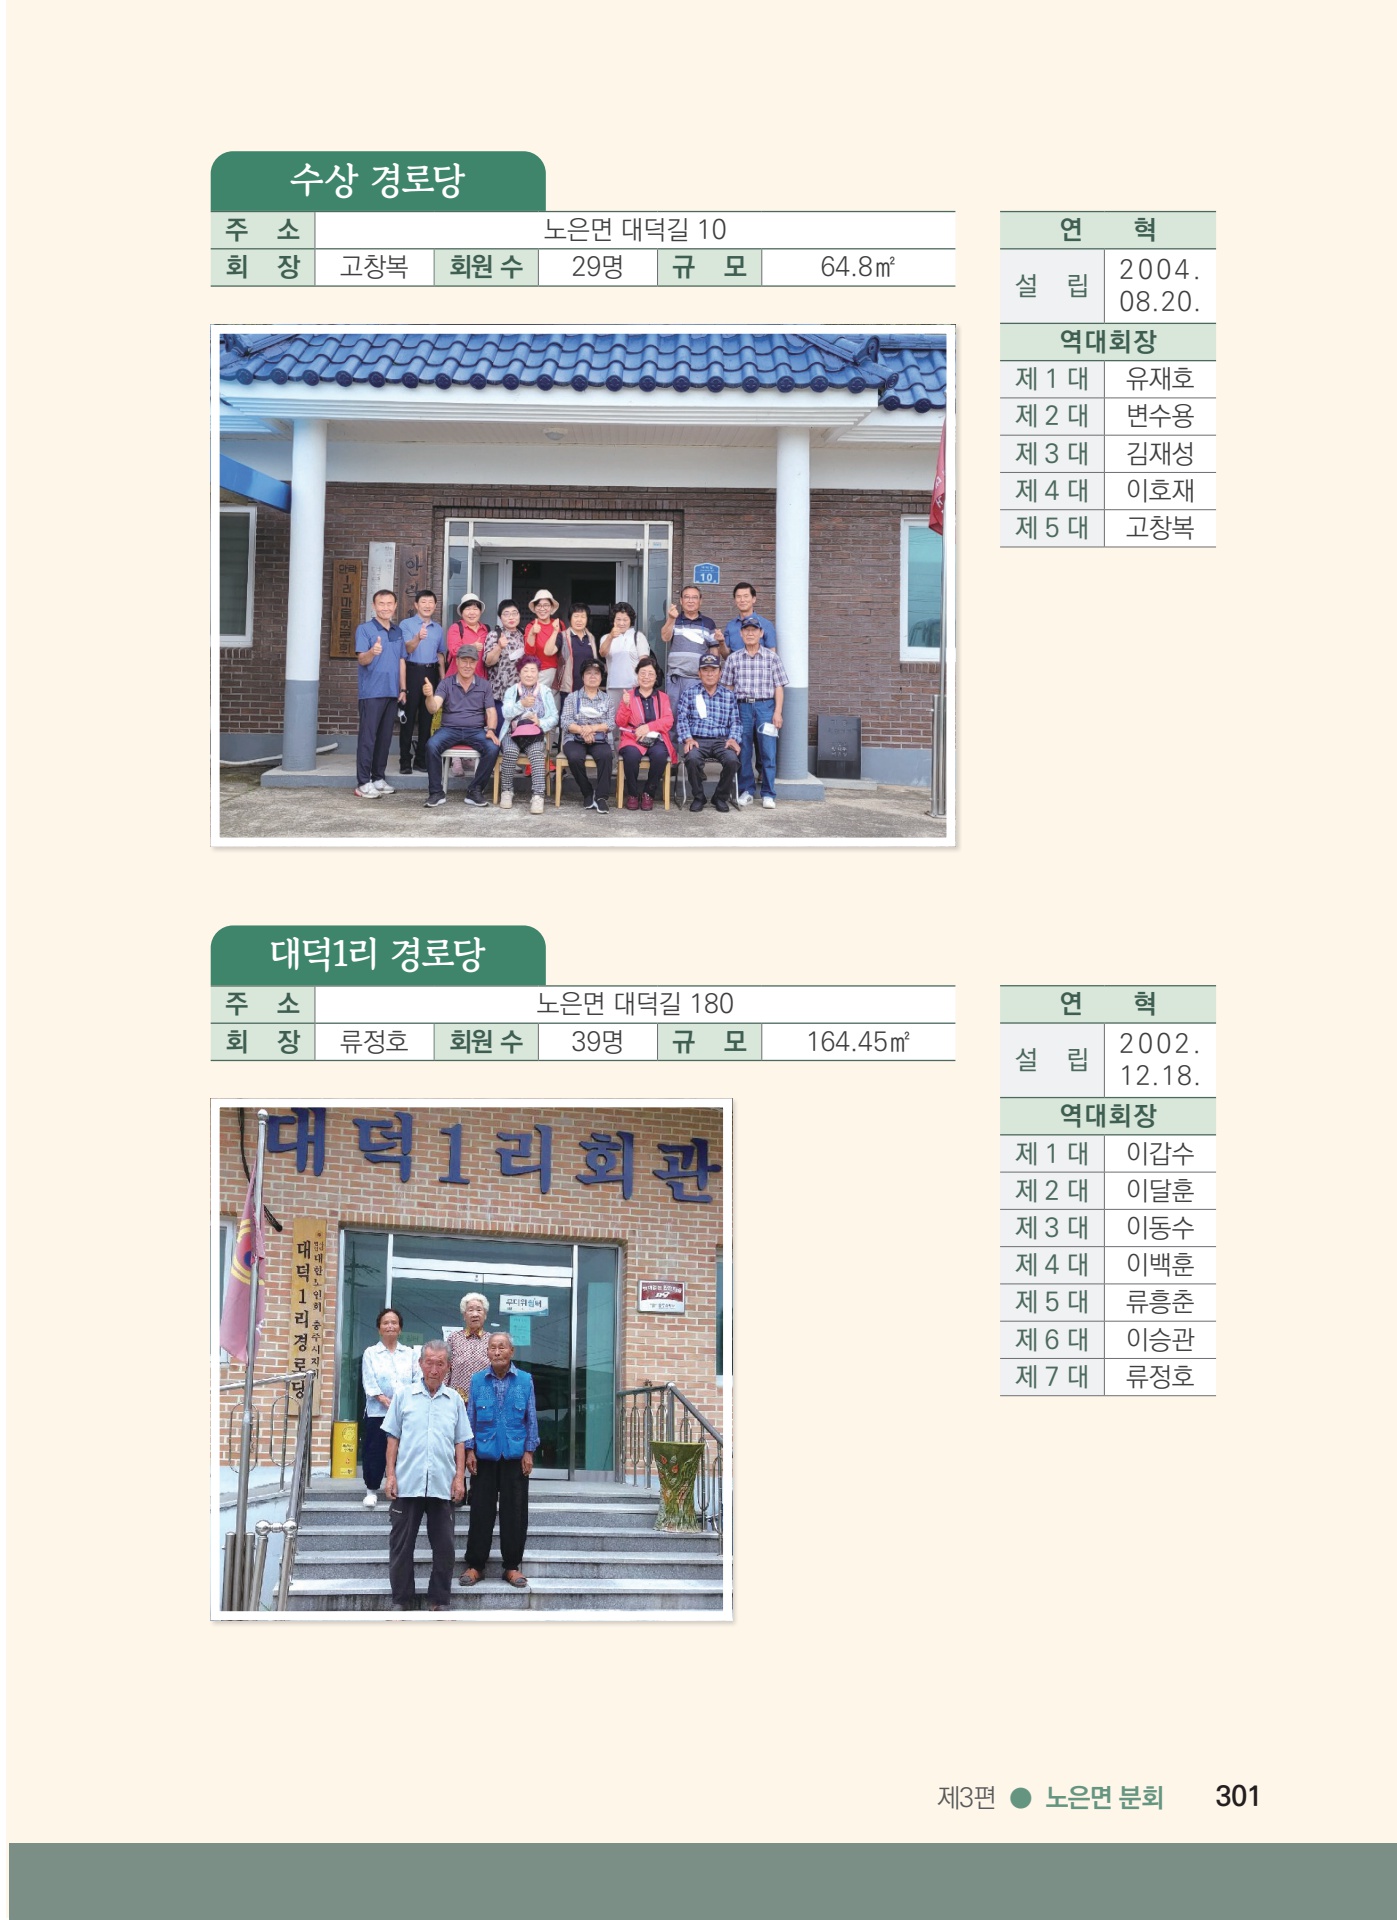 수상 경로당
주 소 노은면 대덕길 10
회 장 고창복 회원 수 29명 규 모 64.8㎡
연 혁
설 립 2004.
08.20.
역대회장
제 1 대 유재호
제 2 대 변수용
제 3 대 김재성
제 4 대 이호재
제 5 대 고창복
10
대덕1리 경로당
주 소 노은면 대덕길 180
회 장 류정호 회원 수 39명 규 모 164.45㎡
연 혁
설 립 2002.
12.18.
역대회장
제 1 대 이갑수
제 2 대 이달훈
제 3 대 이동수
제 4 대 이백훈
제 5 대 류흥춘
제 6 대 이승관
제 7 대 류정호
대덕1리회관
대덕1리경로당
제3편 ● 노은면 분회 301